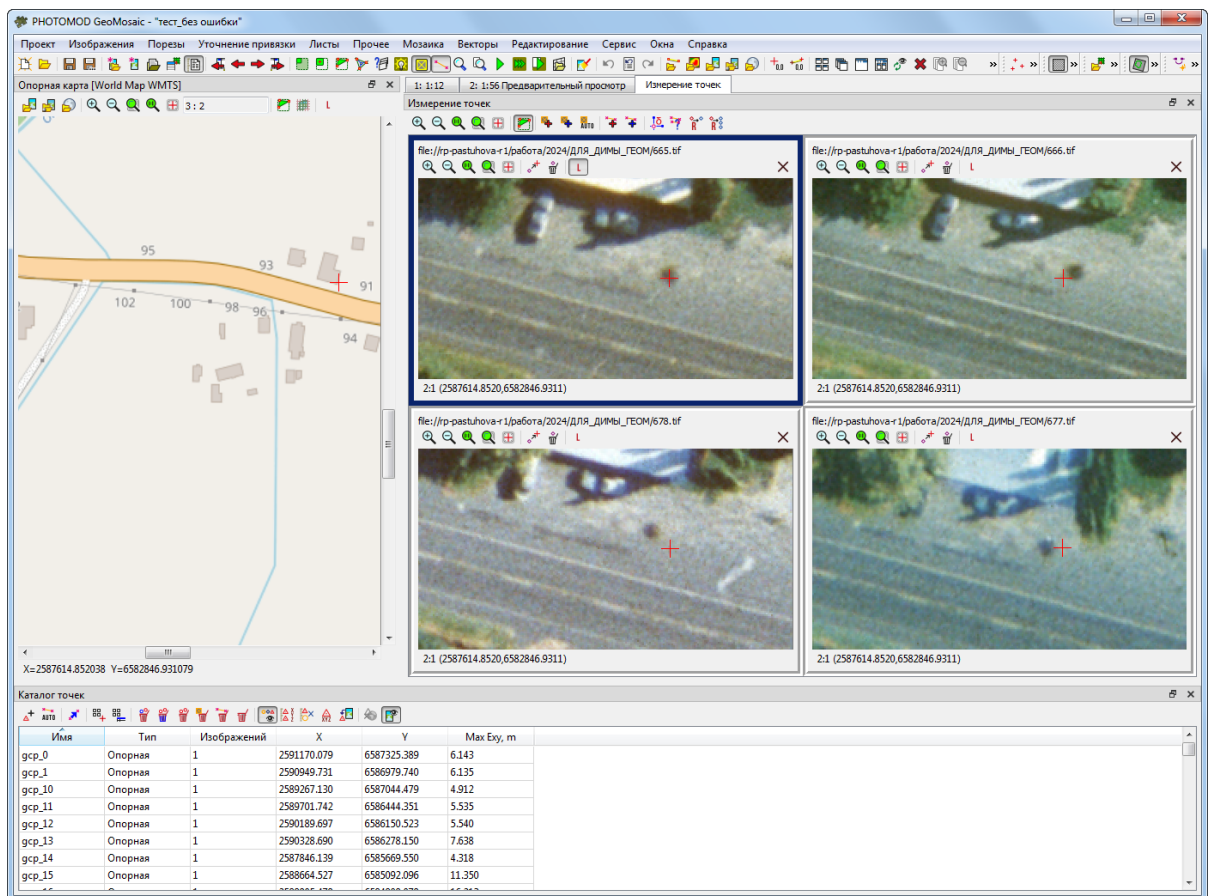 PHOTOMOD GeoMosaic - "тест_без ошибки"
Проект Изображения Порезы Уточнение привязки Листы Прочее Мозаика Векторы Редактирование Сервис Окна Справка
Опорная карта [World Map WMTS]
3 : 2
L
95
93
91
102
100
98
96
94
X=2587614.852038 Y=6582846.931079
1: 1:12
2: 1:56 Предварительный просмотр
Измерение точек
Измерение точек
AUTO
file://rp-pastuhova-r1/работа/2024/ДЛЯ_ДИМЫ_ГЕОМ/665.tif
L
2:1 (2587614.8520,6582846.9311)
file://rp-pastuhova-r1/работа/2024/ДЛЯ_ДИМЫ_ГЕОМ/666.tif
L
2:1 (2587614.8520,6582846.9311)
file://rp-pastuhova-r1/работа/2024/ДЛЯ_ДИМЫ_ГЕОМ/678.tif
L
2:1 (2587614.8520,6582846.9311)
file://rp-pastuhova-r1/работа/2024/ДЛЯ_ДИМЫ_ГЕОМ/677.tif
L
2:1 (2587614.8520,6582846.9311)
Каталог точек
AUTO
Имя Тип Изображений X Y Max Exy, m
gcp_0 Опорная 1 2591170.079 6587325.389 6.143
gcp_1 Опорная 1 2590949.731 6586979.740 6.135
gcp_10 Опорная 1 2589267.130 6587044.479 4.912
gcp_11 Опорная 1 2589701.742 6586444.351 5.535
gcp_12 Опорная 1 2590189.697 6586150.523 5.540
gcp_13 Опорная 1 2590328.690 6586278.150 7.638
gcp_14 Опорная 1 2587846.139 6585669.550 4.318
gcp_15 Опорная 1 2588664.527 6585092.096 11.350